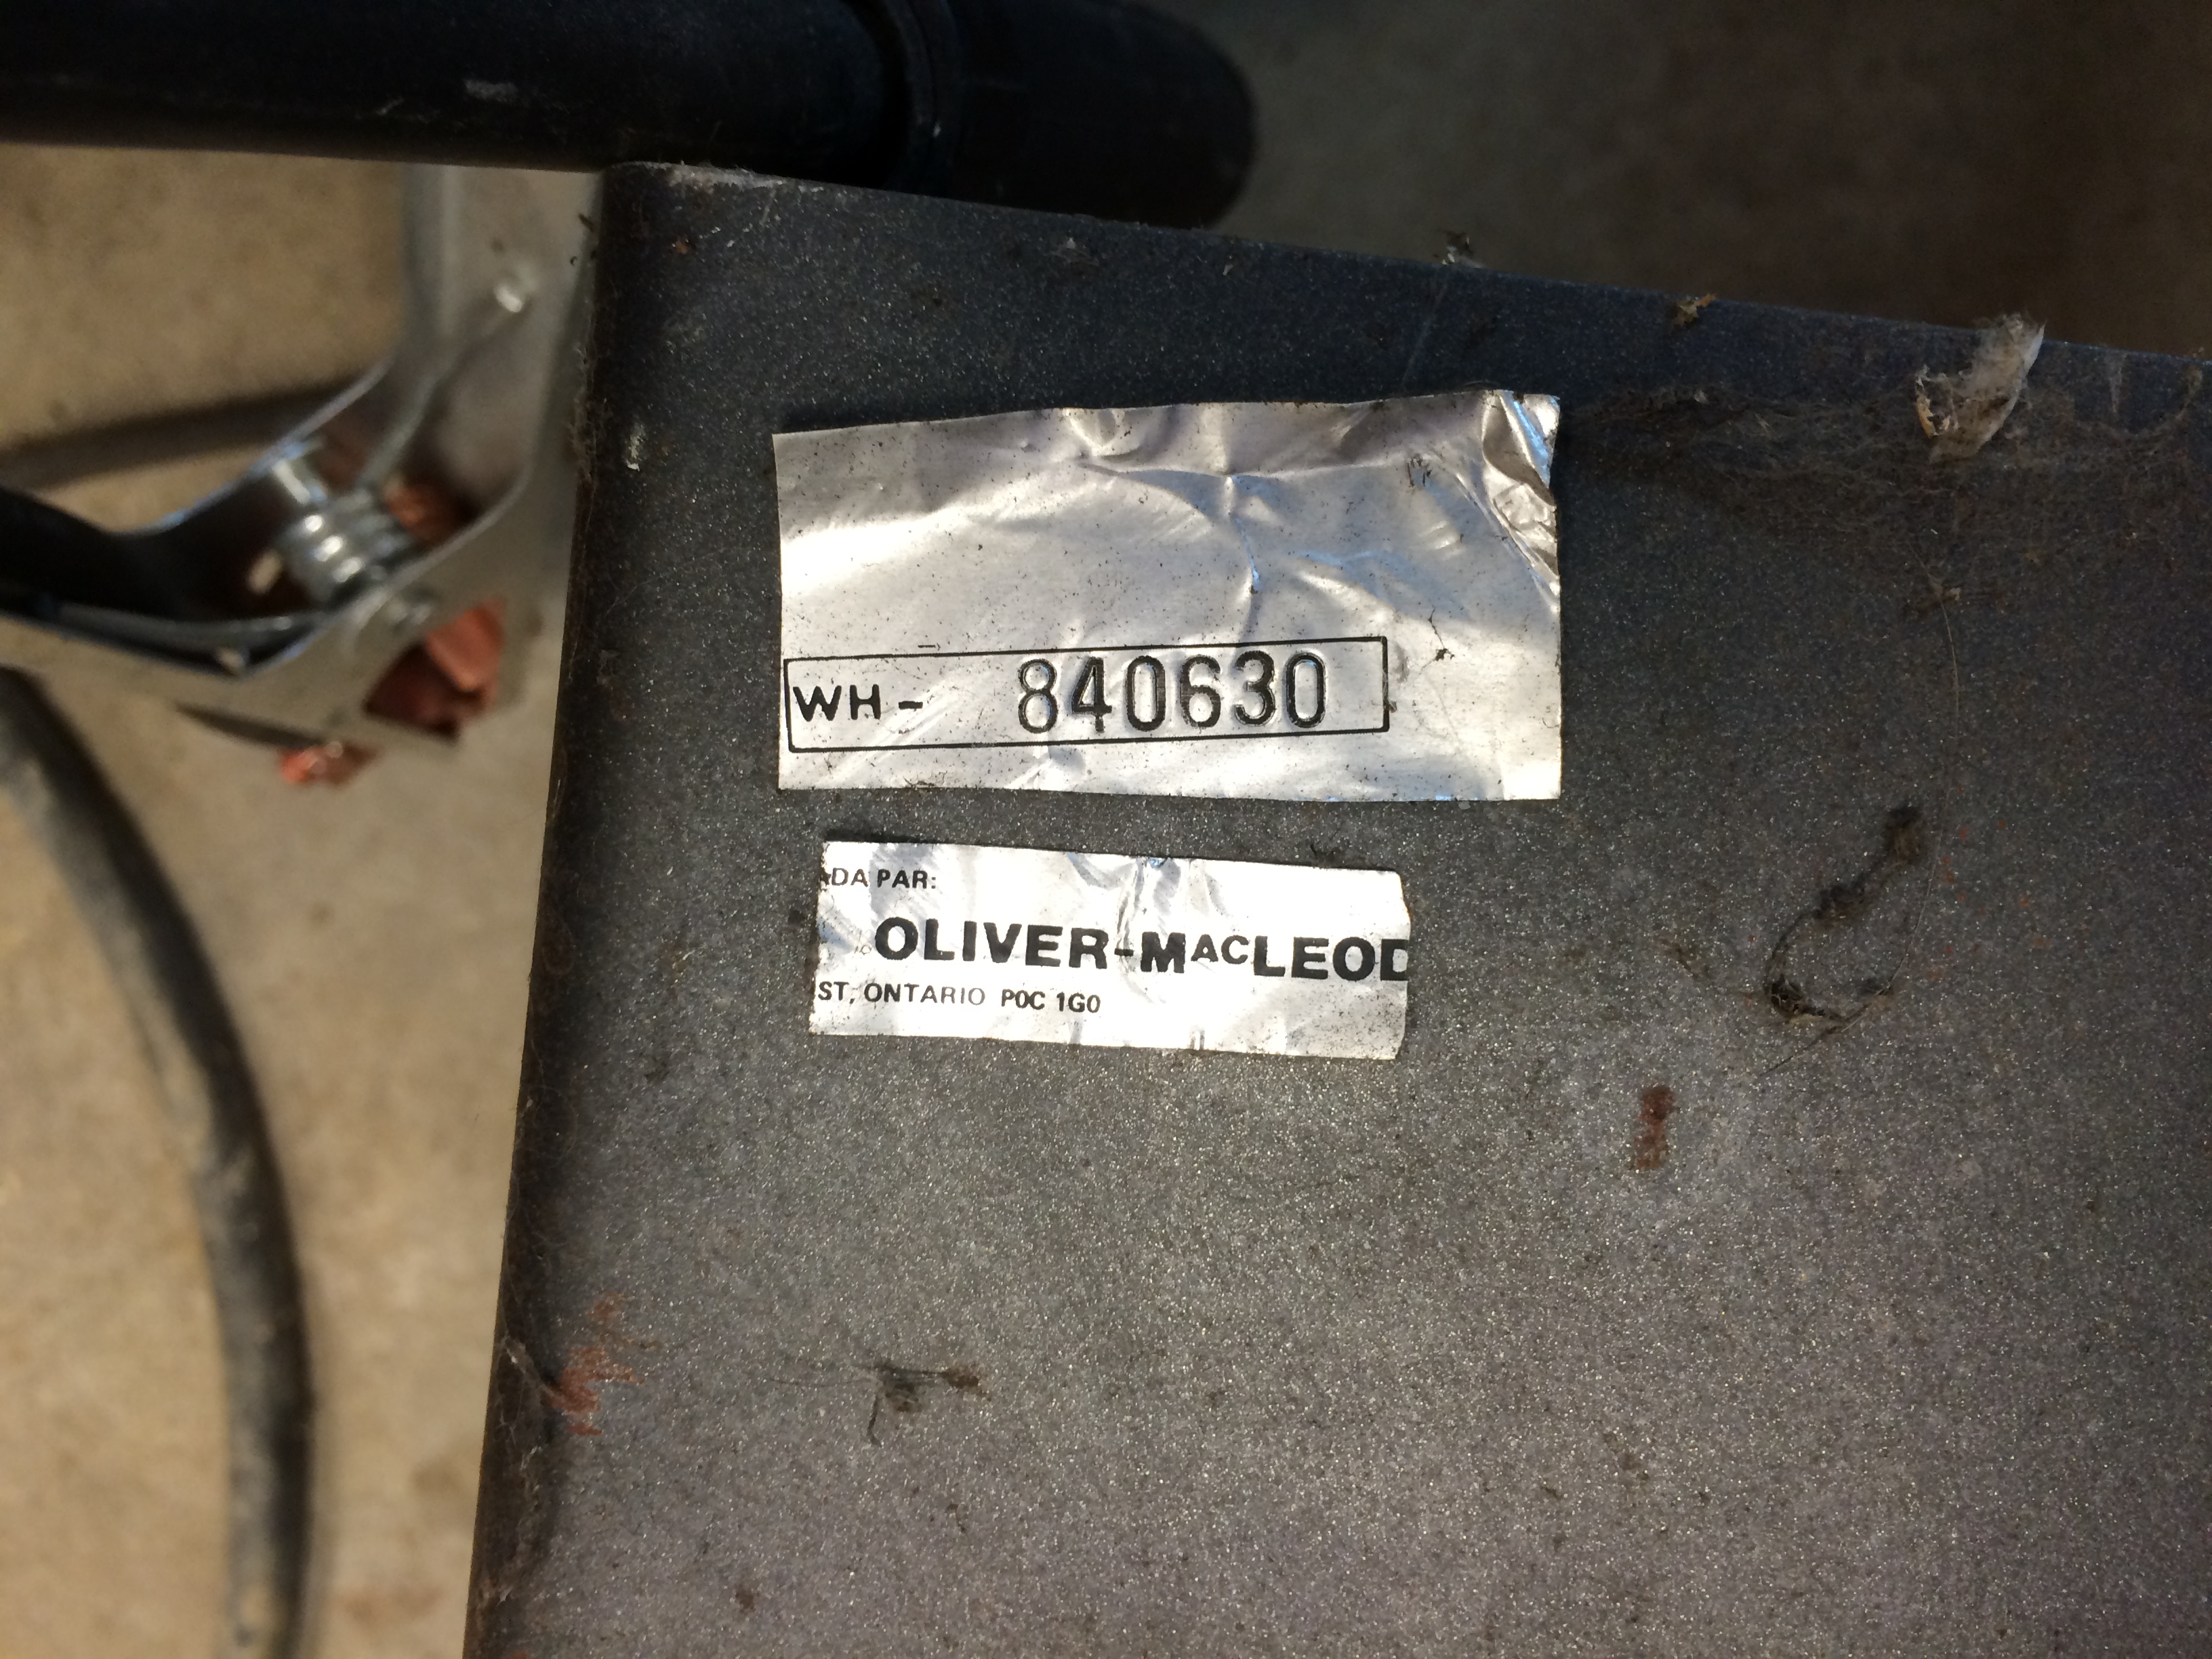 WH- 840630
DA PAR:
OLIVER-MACLEOD
ST, ONTARIO P0C 1G0